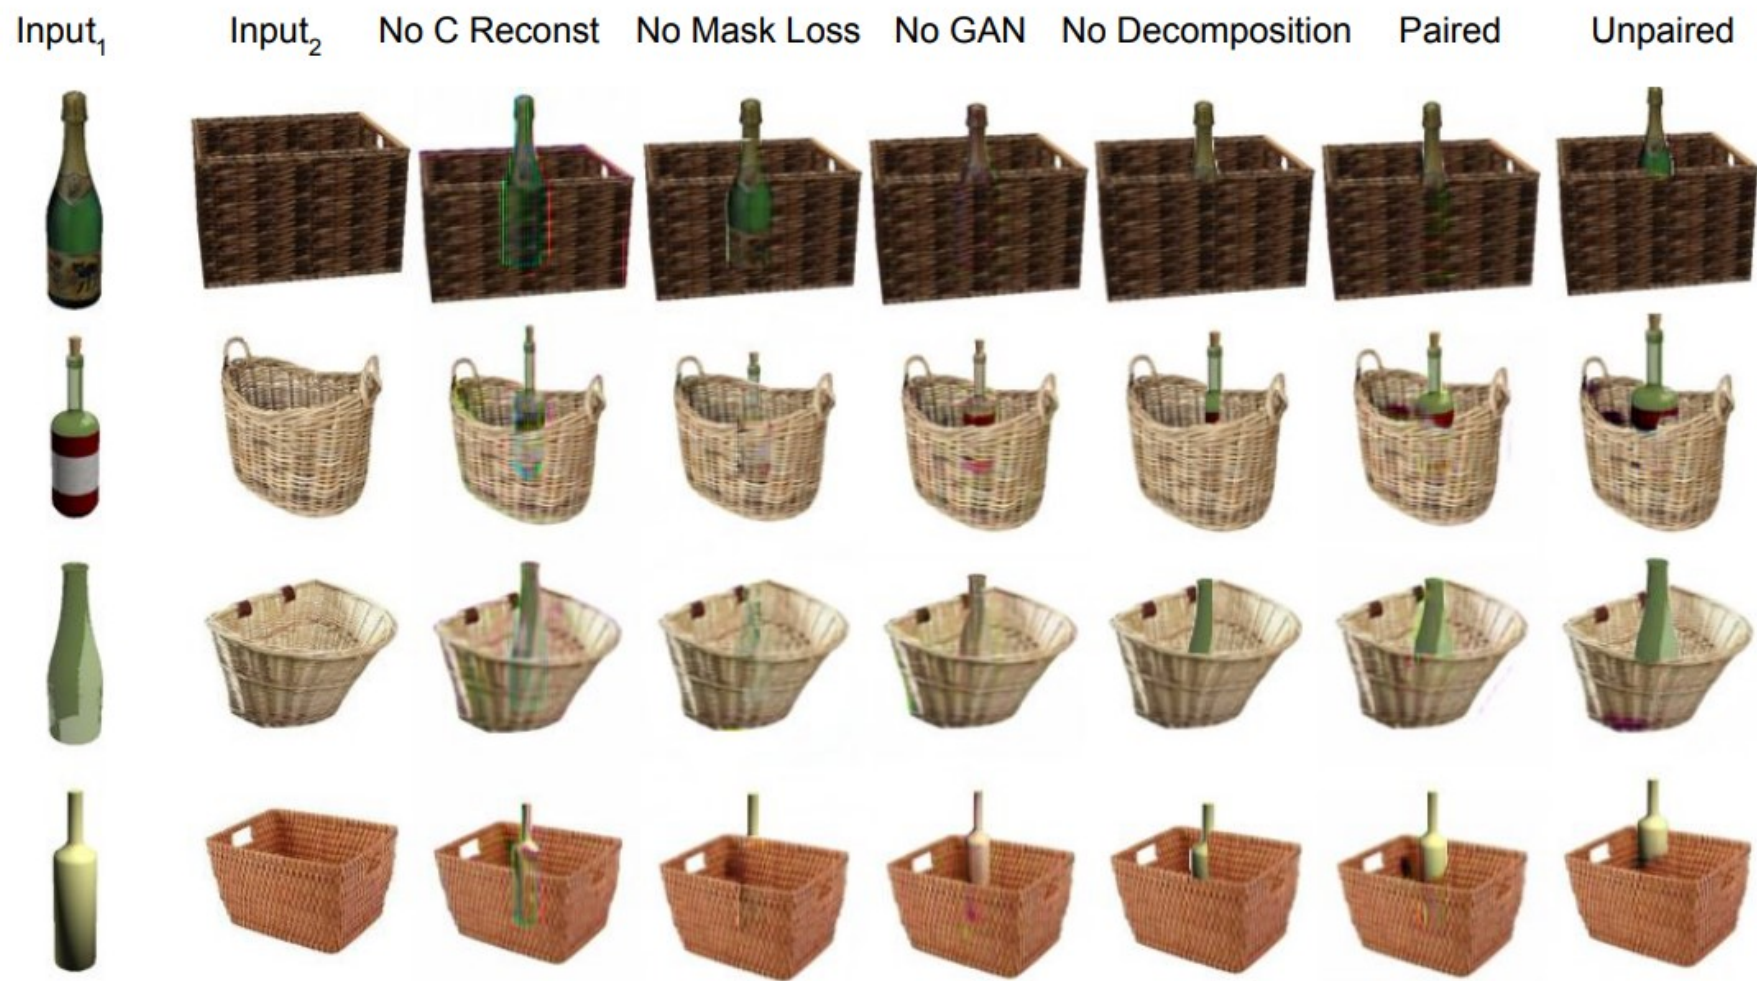 Input₁ Input₂ No C Reconst No Mask Loss No GAN No Decomposition Paired Unpaired